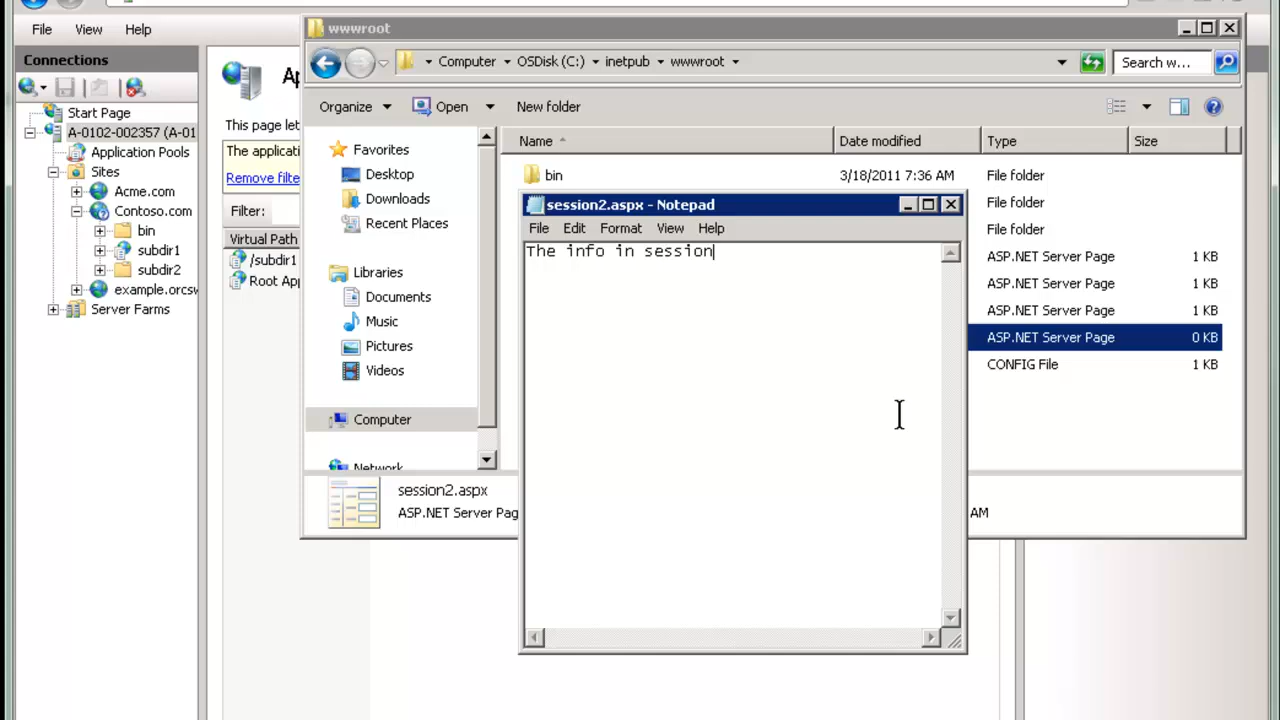 File View Help
wwwroot
Connections
Computer OSDisk (C:) inetpub wwwroot
Search w...
Organize Open New folder
Start Page
A-0102-002357 (A-01
Application Pools
Sites
Acme.com
Contoso.com
bin
subdir1
subdir2
example.orcsw
Server Farms
This page let
The applicati
Remove filte
Filter:
Virtual Path
/subdir1
Root App
Favorites
Desktop
Downloads
Recent Places
Libraries
Documents
Music
Pictures
Videos
Computer
Network
Name Date modified Type Size
bin 3/18/2011 7:36 AM File folder
File folder
File folder
ASP.NET Server Page 1 KB
ASP.NET Server Page 1 KB
ASP.NET Server Page 1 KB
ASP.NET Server Page 0 KB
CONFIG File 1 KB
session2.aspx - Notepad
File Edit Format View Help
The info in session
session2.aspx
ASP.NET Server Pag
AM